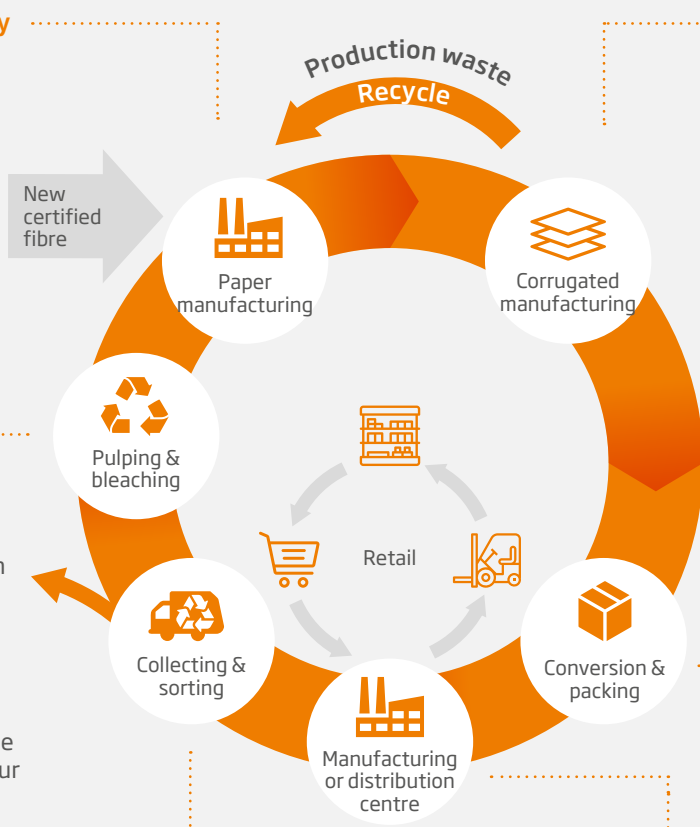 y
Production waste
Recycle
New
certified
fibre
Paper
manufacturing
Corrugated
manufacturing
Pulping &
bleaching
Retail
n
Collecting &
sorting
Conversion &
packing
e
ur
Manufacturing
or distribution
centre